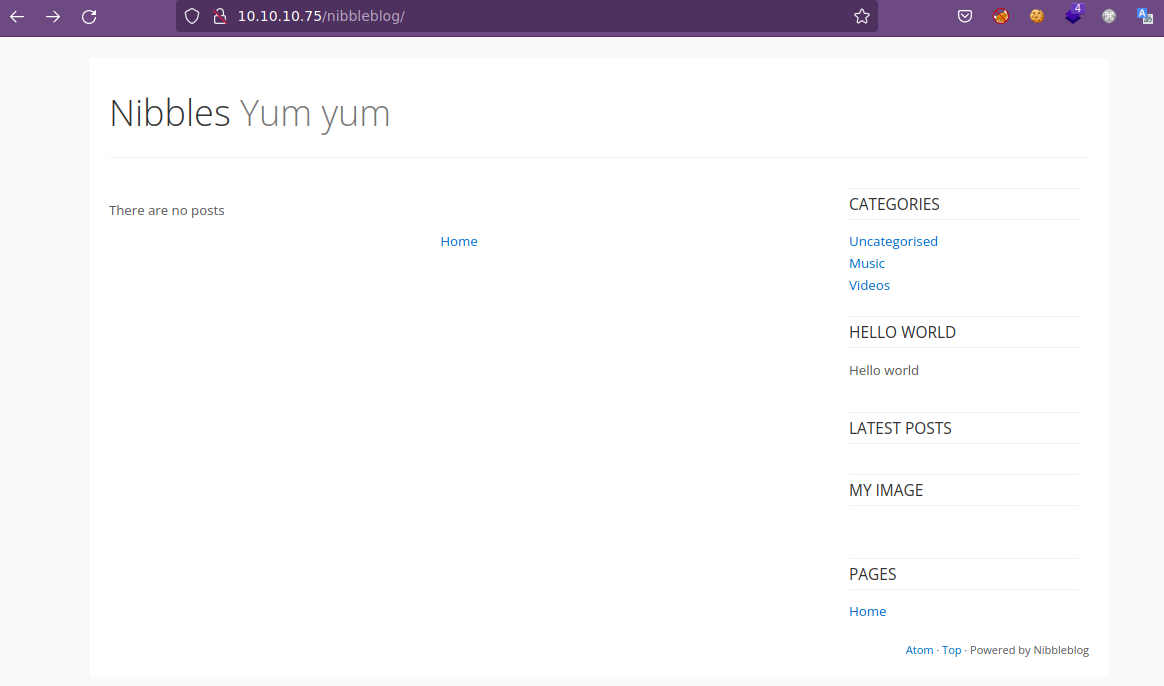 10.10.10.75/nibbleblog/
4
Nibbles Yum yum
There are no posts
Home
CATEGORIES
Uncategorised
Music
Videos
HELLO WORLD
Hello world
LATEST POSTS
MY IMAGE
PAGES
Home
Atom · Top · Powered by Nibbleblog